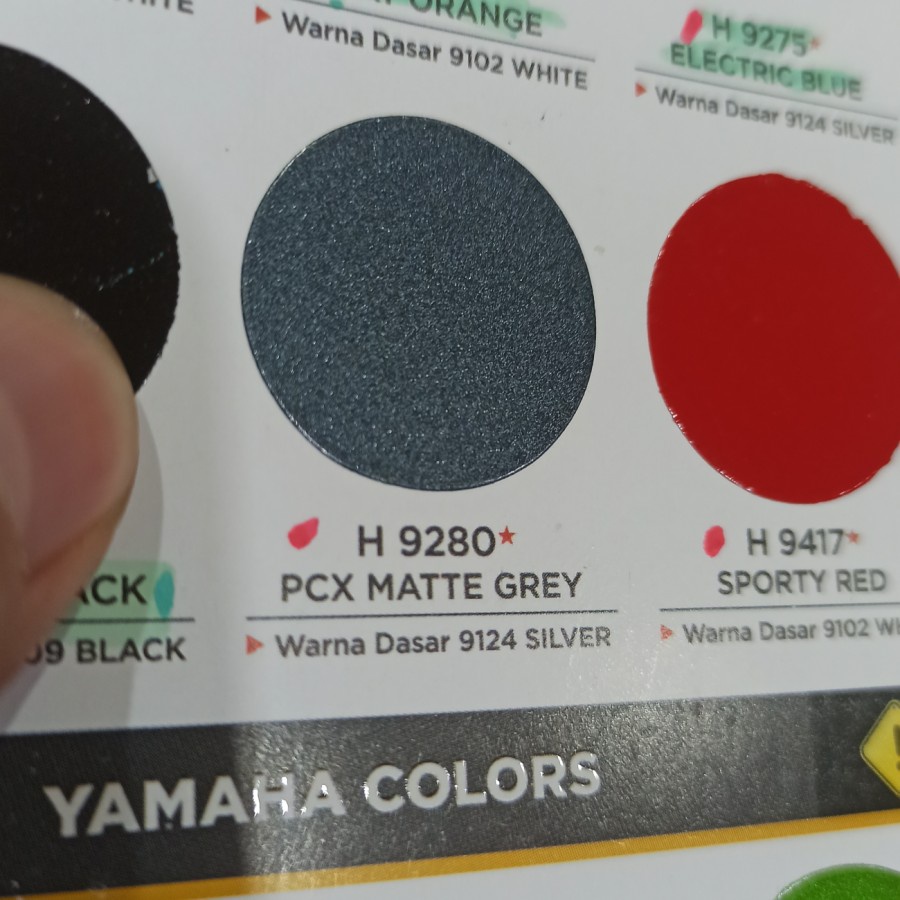 ORANGE
Warna Dasar 9102 WHITE
H 9275*
ELECTRIC BLUE
Warna Dasar 9124 SILVER
H 9280★
PCX MATTE GREY
Warna Dasar 9124 SILVER
H 9417★
SPORTY RED
Warna Dasar 9102
ACK
09 BLACK
YAMAHA COLORS